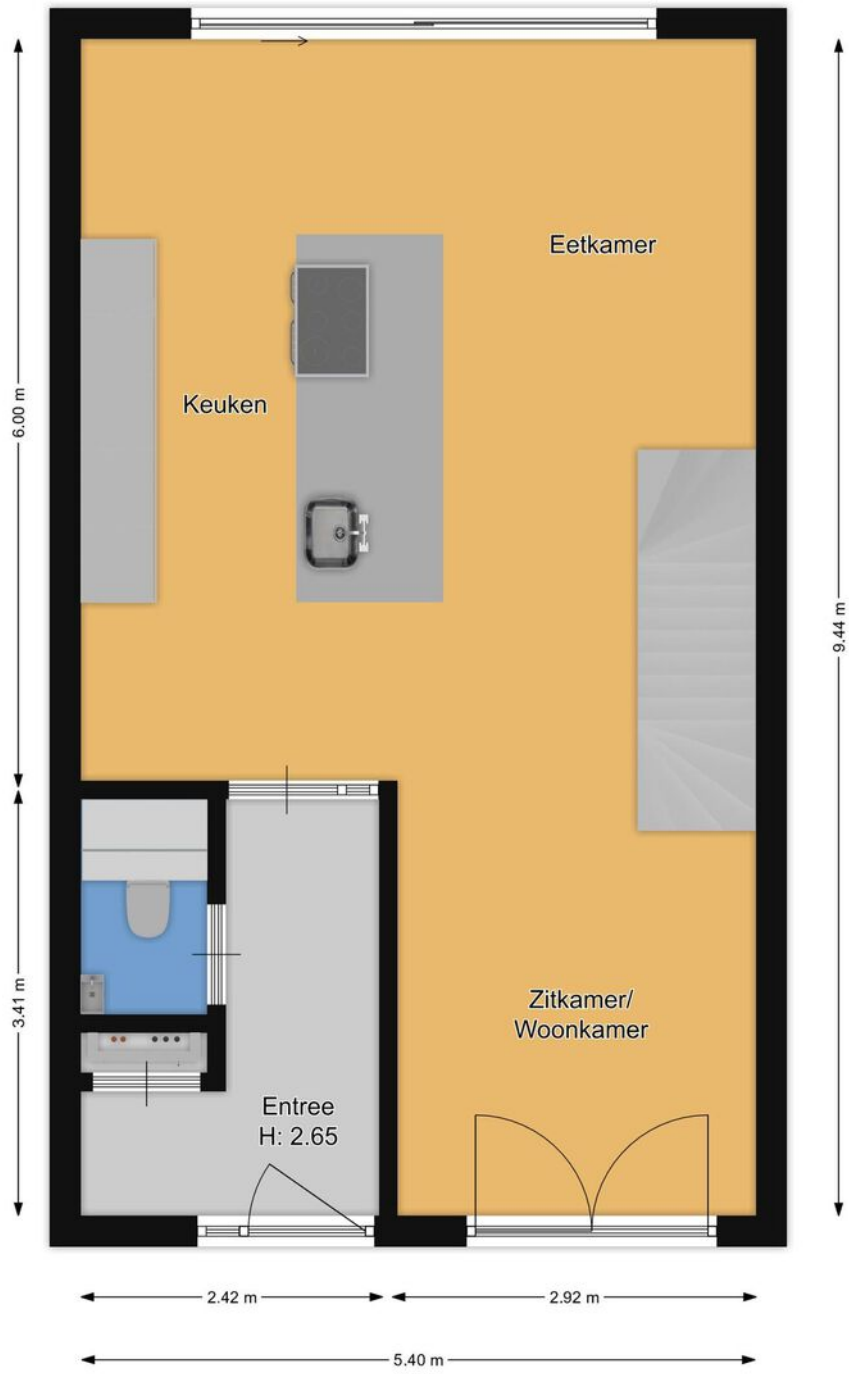 Eetkamer
Keuken
6.00 m
9.44 m
3.41 m
Zitkamer/
Woonkamer
Entree
H: 2.65
2.42 m
2.92 m
5.40 m